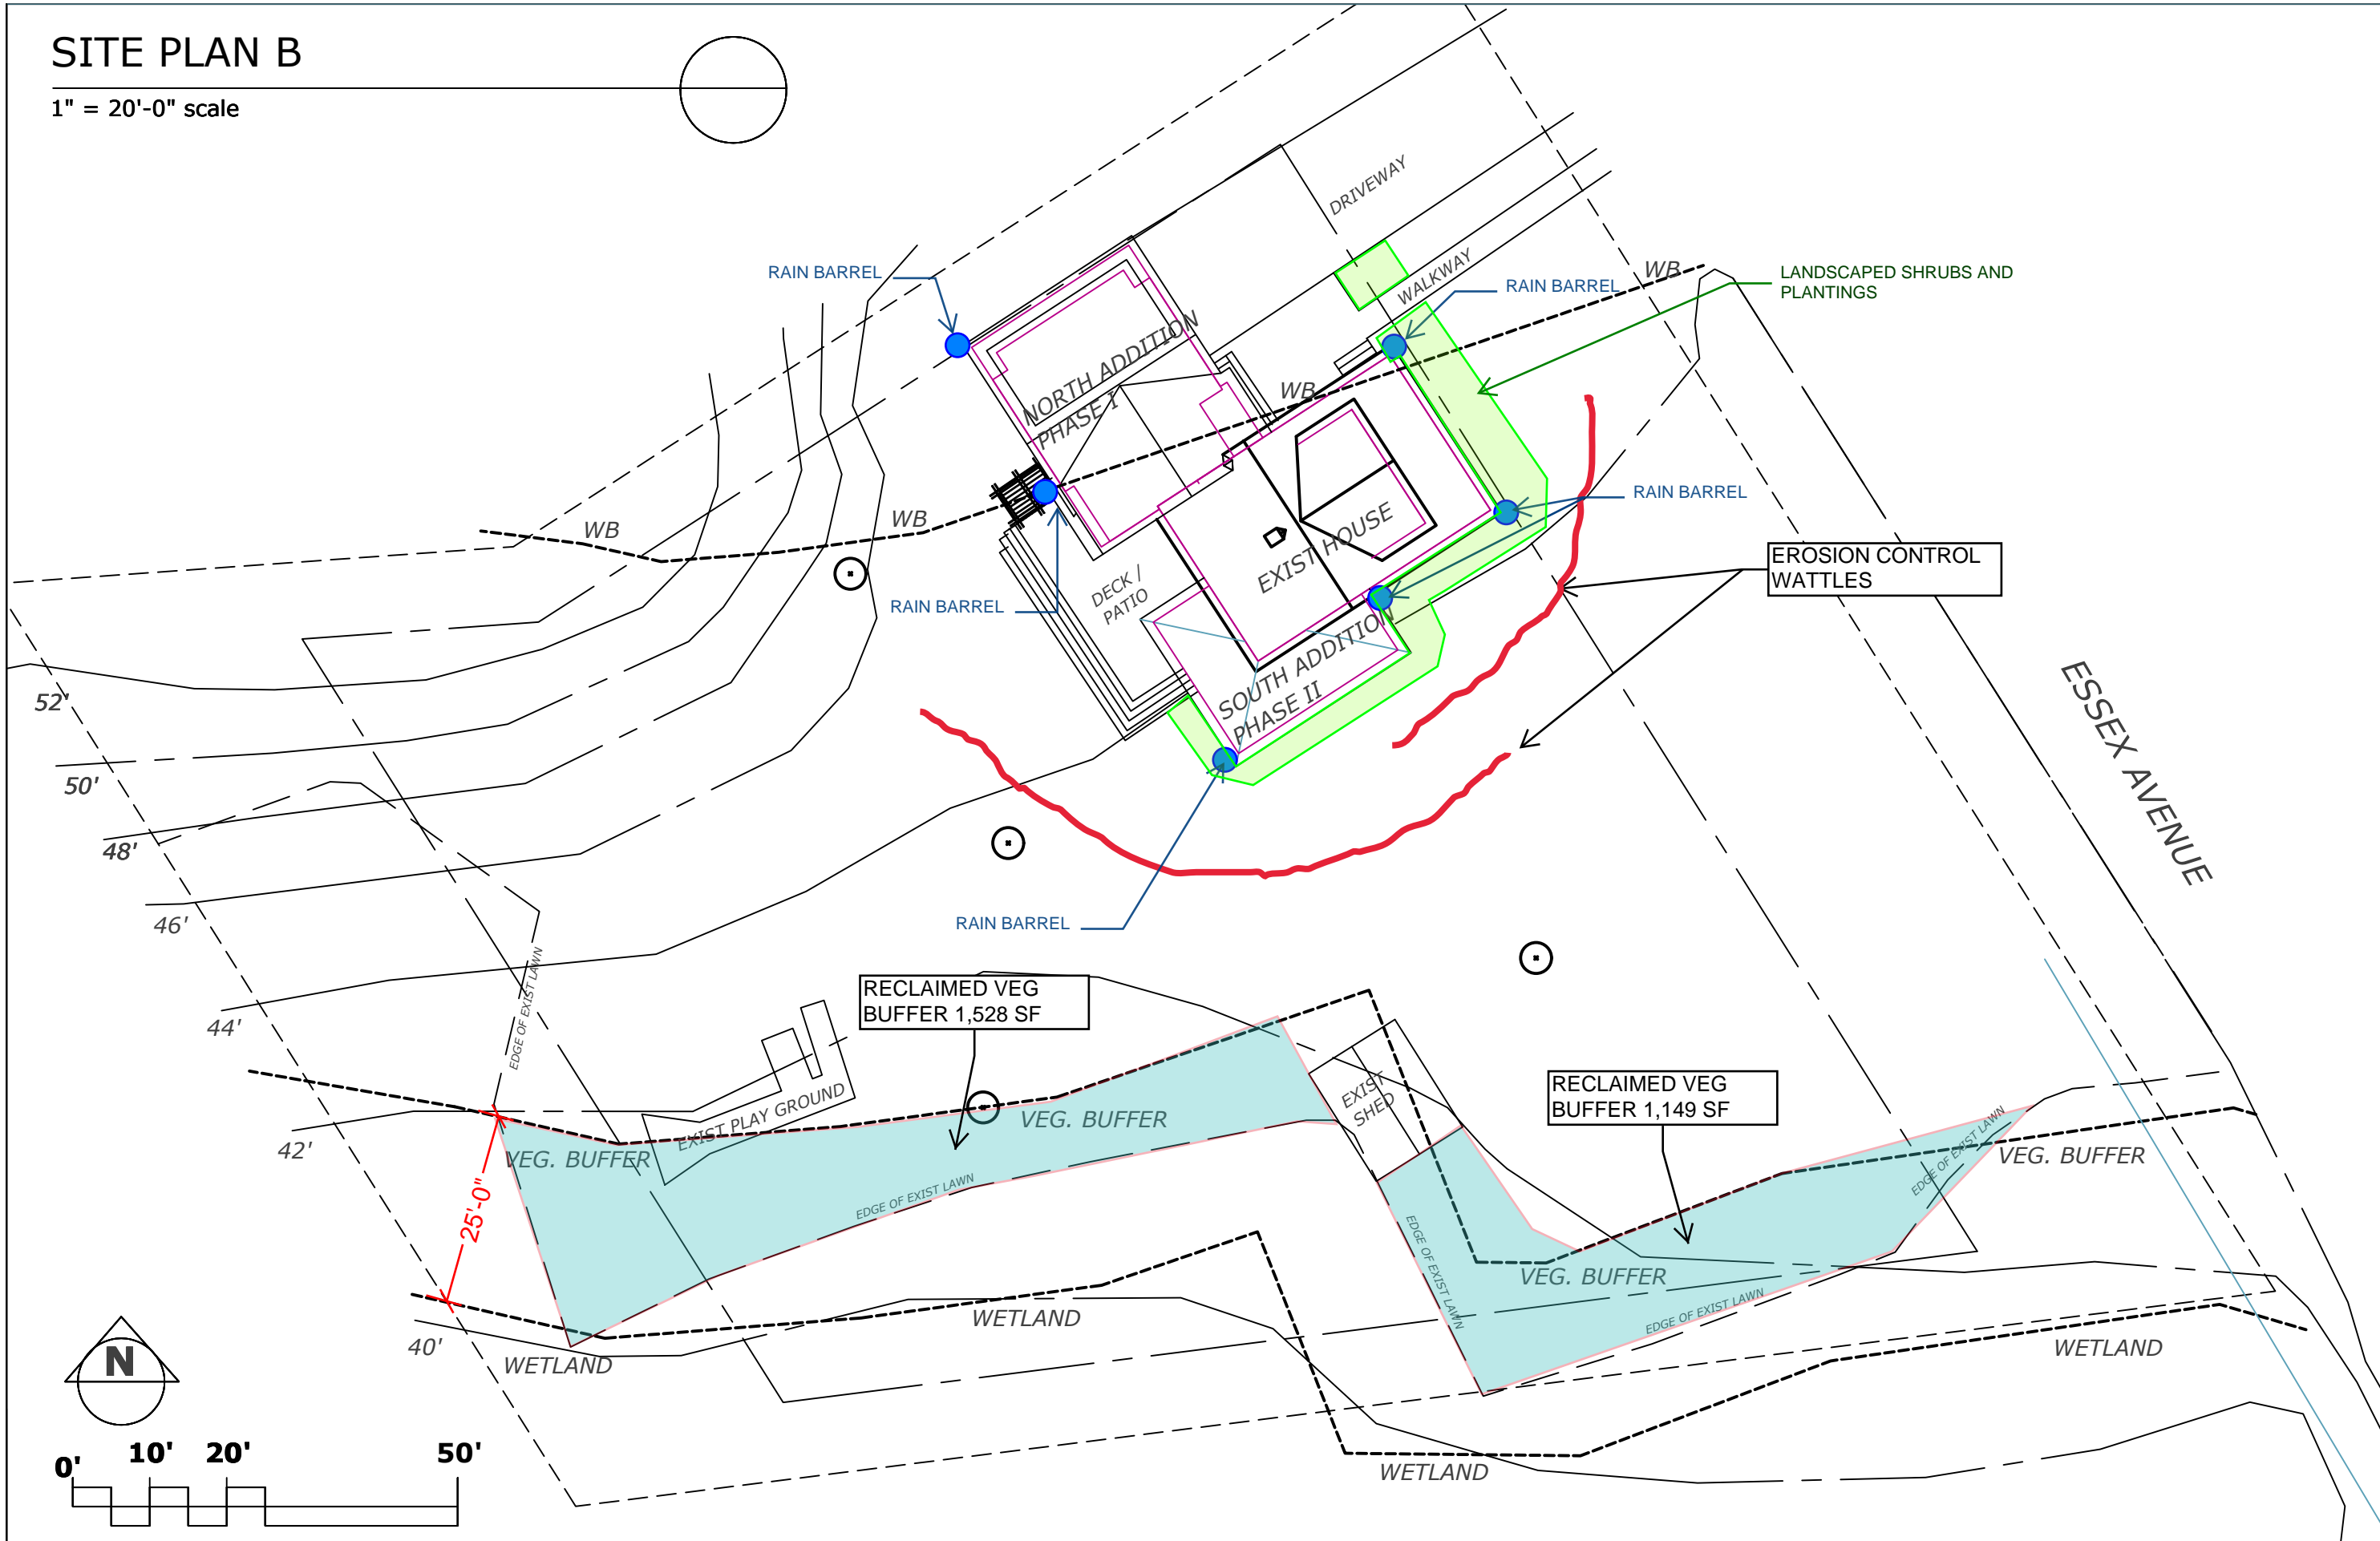 SITE PLAN B
1" = 20'-0" scale
DRIVEWAY
WALKWAY
RAIN BARREL
RAIN BARREL
WB
LANDSCAPED SHRUBS AND
PLANTINGS
NORTH ADDITION
PHASE I
WB
RAIN BARREL
WB
WB
EXIST HOUSE
EROSION CONTROL
WATTLES
DECK /
PATIO
RAIN BARREL
SOUTH ADDITION
PHASE II
ESSEX AVENUE
52'
50'
48'
46'
44'
42'
40'
RAIN BARREL
EDGE OF EXIST LAWN
RECLAIMED VEG
BUFFER 1,528 SF
EXIST PLAY GROUND
VEG. BUFFER
VEG. BUFFER
EXIST
SHED
RECLAIMED VEG
BUFFER 1,149 SF
EDGE OF EXIST LAWN
VEG. BUFFER
25'-0"
EDGE OF EXIST LAWN
EDGE OF EXIST LAWN
VEG. BUFFER
EDGE OF EXIST LAWN
WETLAND
WETLAND
WETLAND
WETLAND
N
0'
10'
20'
50'